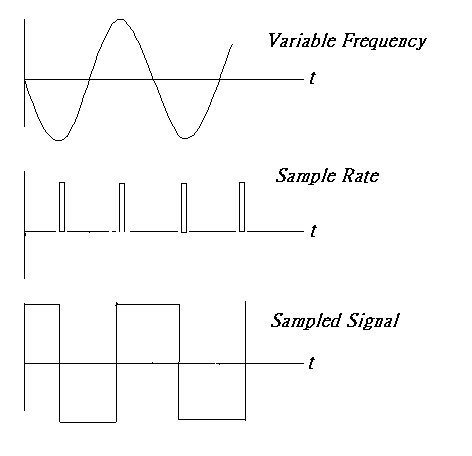 Variable Frequency
t
Sample Rate
t
Sampled Signal
t